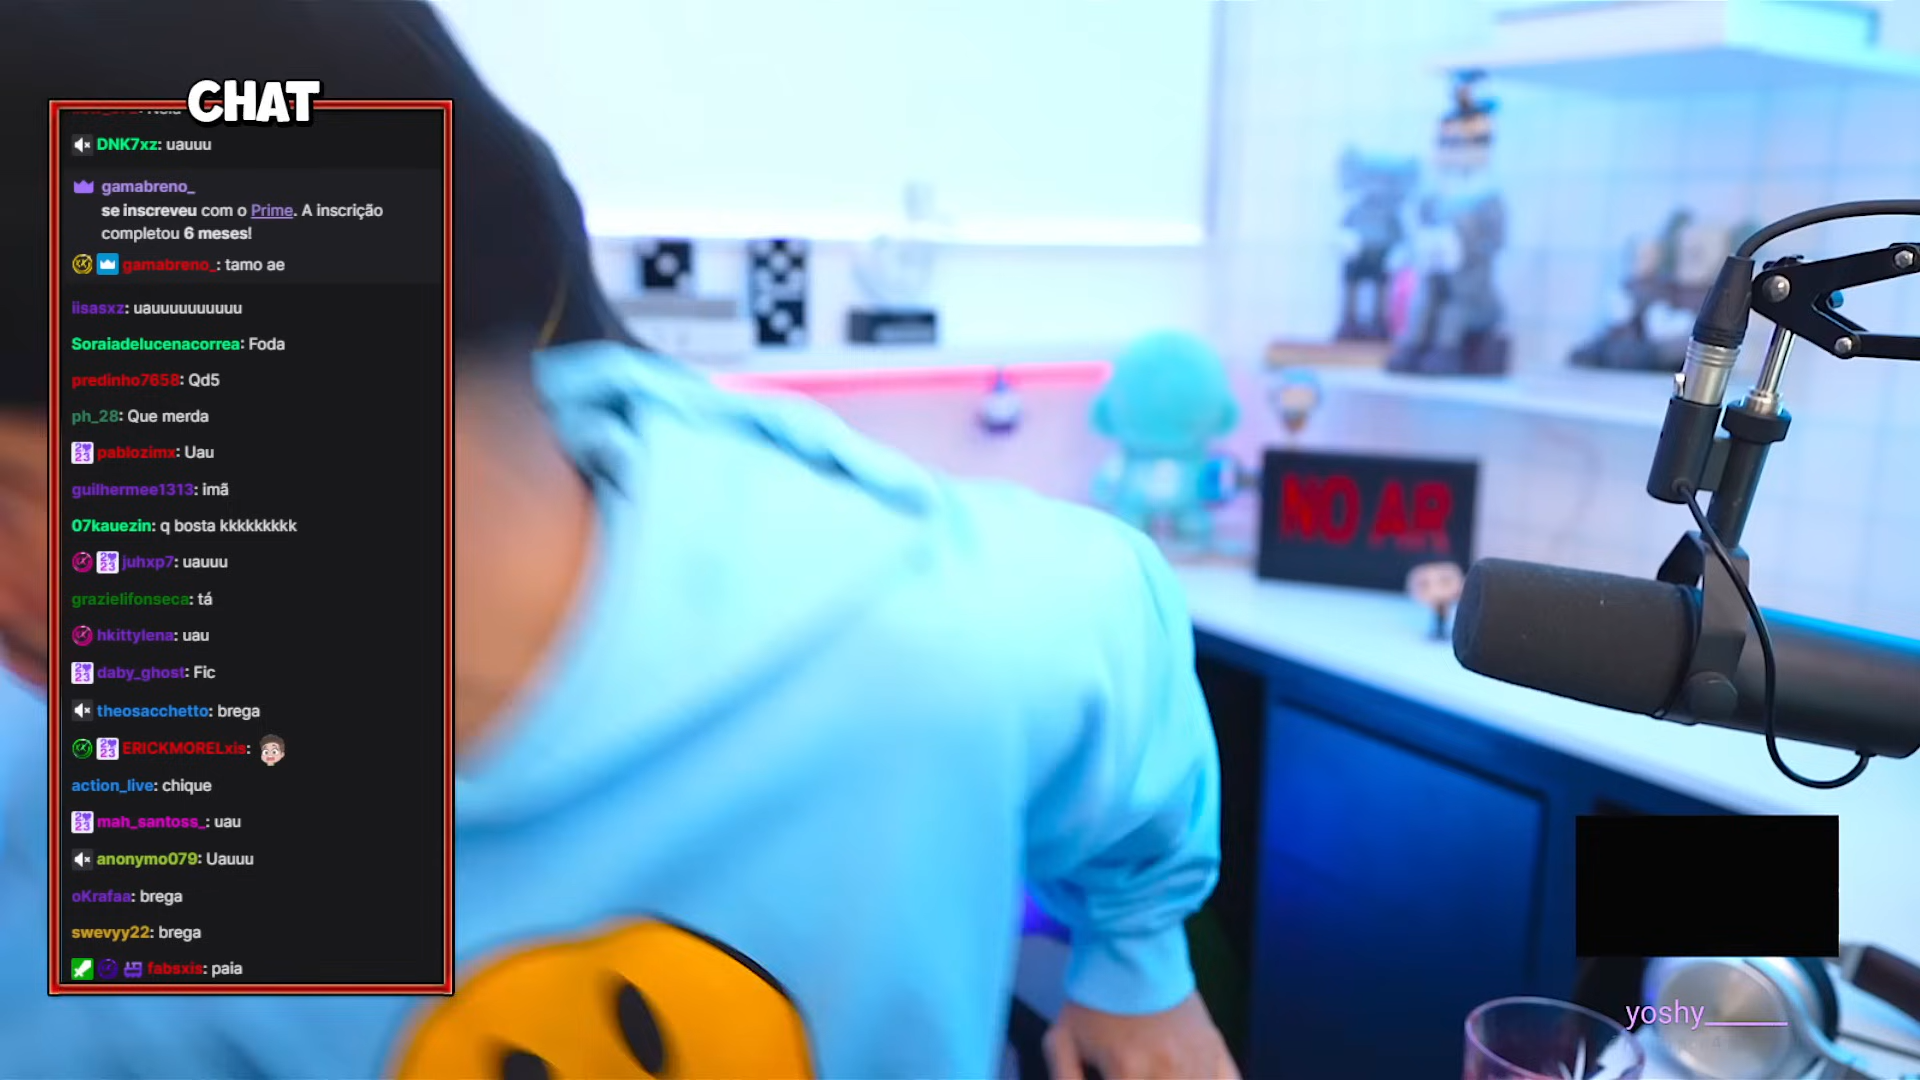 CHAT
DNK7xz: uauuu
gamabreno_
se inscreveu com o Prime. A inscrição
completou 6 meses!
gamabreno_: tamo ae
iisasxz: uauuuuuuuuuu
Soraiadelucenacorrea: Foda
predinho7658: Qd5
ph_28: Que merda
pablozimx: Uau
guilhermee1313: imã
07kauezin: q bosta kkkkkkkkk
juhxp7: uauuu
grazielifonseca: tá
hkittylena: uau
daby_ghost: Fic
theosacchetto: brega
ERICKMORELxis:
action_live: chique
mah_santoss_: uau
anonymo079: Uauuu
oKrafaa: brega
swevyy22: brega
fabsxis: paia
NO AR
yoshy______